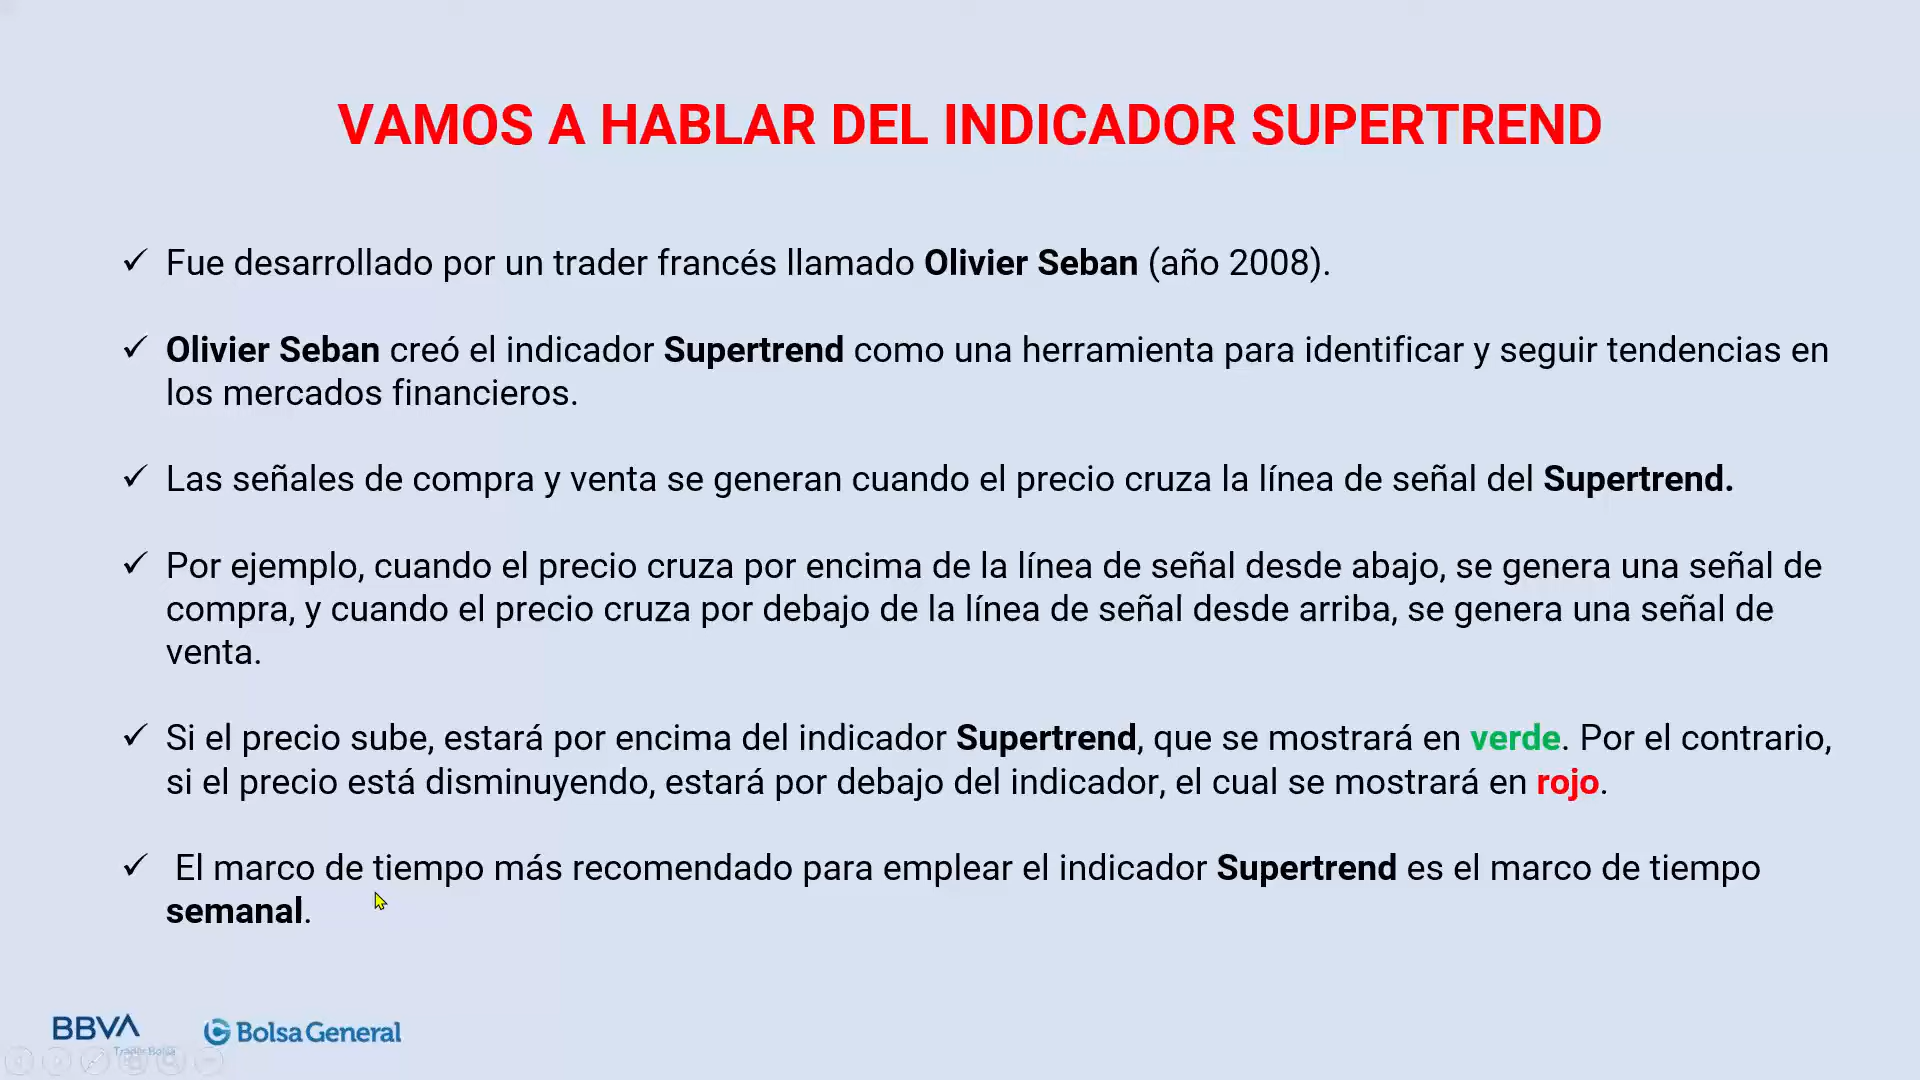 VAMOS A HABLAR DEL INDICADOR SUPERTREND
✓ Fue desarrollado por un trader francés llamado Olivier Seban (año 2008).
✓ Olivier Seban creó el indicador Supertrend como una herramienta para identificar y seguir tendencias en
los mercados financieros.
✓ Las señales de compra y venta se generan cuando el precio cruza la línea de señal del Supertrend.
✓ Por ejemplo, cuando el precio cruza por encima de la línea de señal desde abajo, se genera una señal de
compra, y cuando el precio cruza por debajo de la línea de señal desde arriba, se genera una señal de
venta.
✓ Si el precio sube, estará por encima del indicador Supertrend, que se mostrará en verde. Por el contrario,
si el precio está disminuyendo, estará por debajo del indicador, el cual se mostrará en rojo.
✓ El marco de tiempo más recomendado para emplear el indicador Supertrend es el marco de tiempo
semanal.
BBVA
Trader Bolsa
Bolsa General